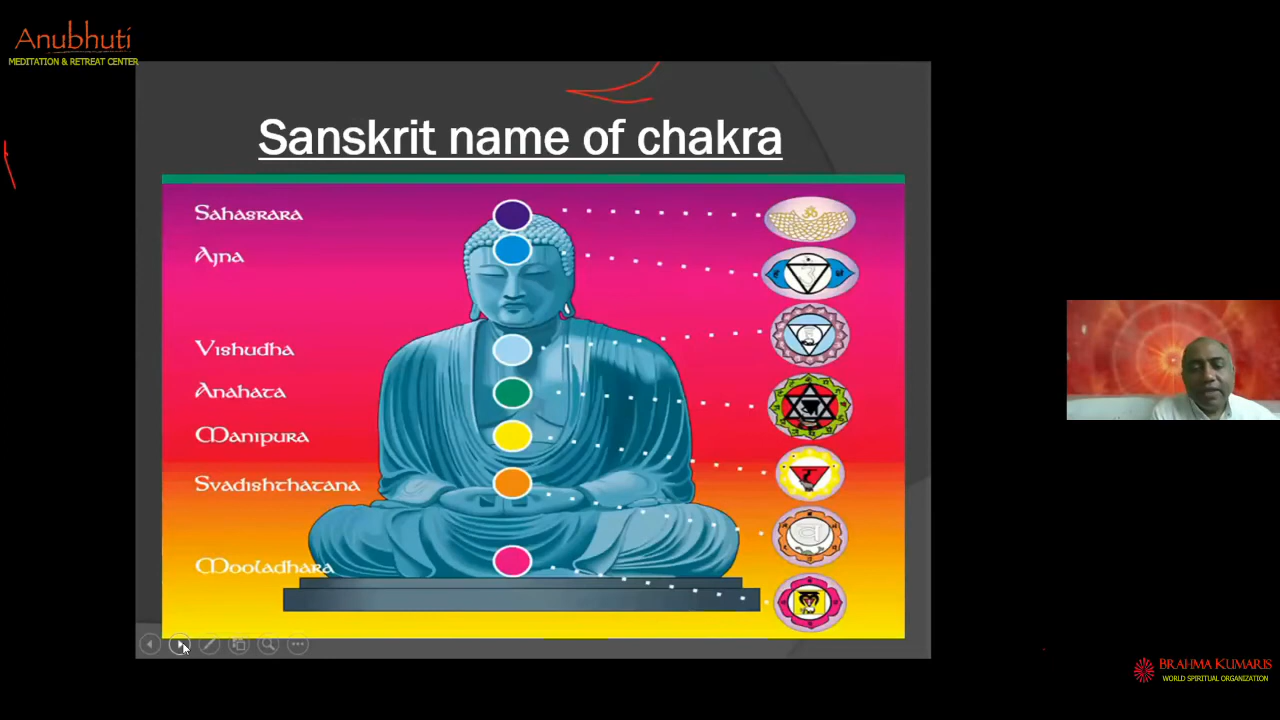 Anubhuti
MEDITATION & RETREAT CENTER
Sanskrit name of chakra
Sahasrara
Ajna
Vishudha
Anahata
Manipura
Svadishthatana
Mooladhara
ॐ
BRAHMA KUMARIS
WORLD SPIRITUAL ORGANIZATION